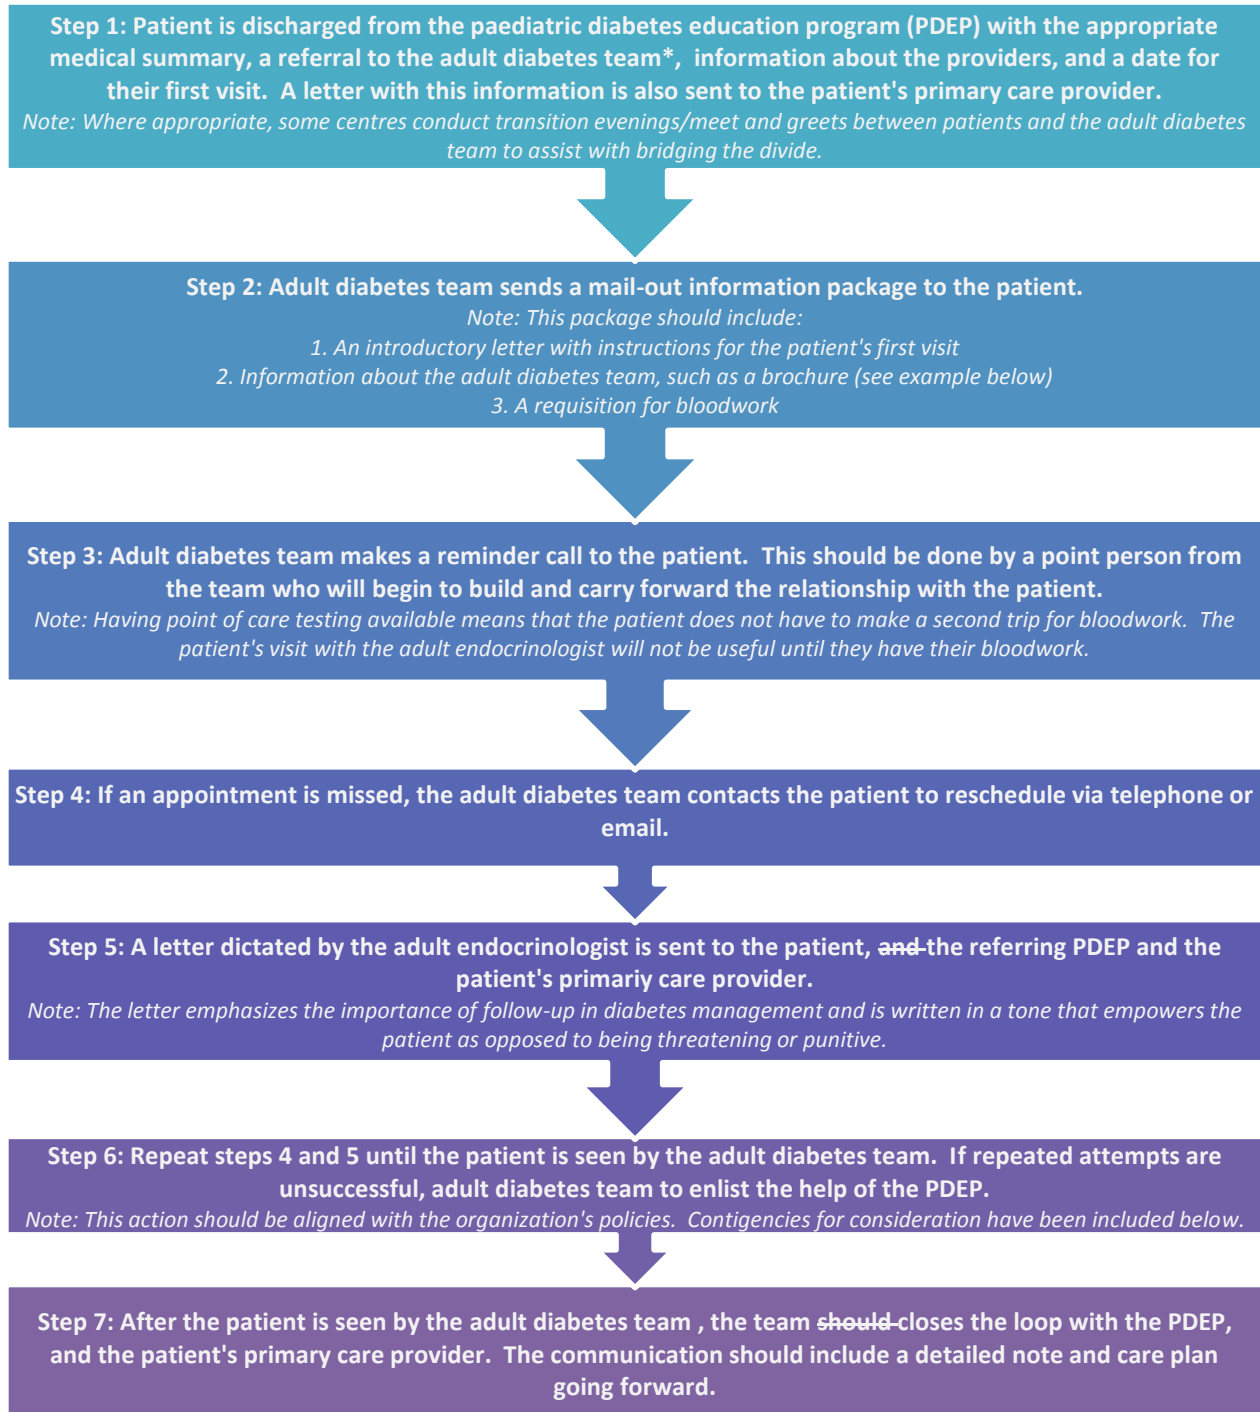 Step 1: Patient is discharged from the paediatric diabetes education program (PDEP) with the appropriate
medical summary, a referral to the adult diabetes team*,  information about the providers, and a date for
their first visit.  A letter with this information is also sent to the patient's primary care provider.
Note: Where appropriate, some centres conduct transition evenings/meet and greets between patients and the adult diabetes
team to assist with bridging the divide.
Step 2: Adult diabetes team sends a mail-out information package to the patient.
Note: This package should include:
1. An introductory letter with instructions for the patient's first visit
2. Information about the adult diabetes team, such as a brochure (see example below)
3. A requisition for bloodwork
Step 3: Adult diabetes team makes a reminder call to the patient.  This should be done by a point person from
the team who will begin to build and carry forward the relationship with the patient.
Note: Having point of care testing available means that the patient does not have to make a second trip for bloodwork.  The
patient's visit with the adult endocrinologist will not be useful until they have their bloodwork.
Step 4: If an appointment is missed, the adult diabetes team contacts the patient to reschedule via telephone or
email.
Step 5: A letter dictated by the adult endocrinologist is sent to the patient, and the referring PDEP and the
patient's primariy care provider.
Note: The letter emphasizes the importance of follow-up in diabetes management and is written in a tone that empowers the
patient as opposed to being threatening or punitive.
Step 6: Repeat steps 4 and 5 until the patient is seen by the adult diabetes team.  If repeated attempts are
unsuccessful, adult diabetes team to enlist the help of the PDEP.
Note: This action should be aligned with the organization's policies.  Contigencies for consideration have been included below.
Step 7: After the patient is seen by the adult diabetes team , the team should closes the loop with the PDEP,
and the patient's primary care provider.  The communication should include a detailed note and care plan
going forward.